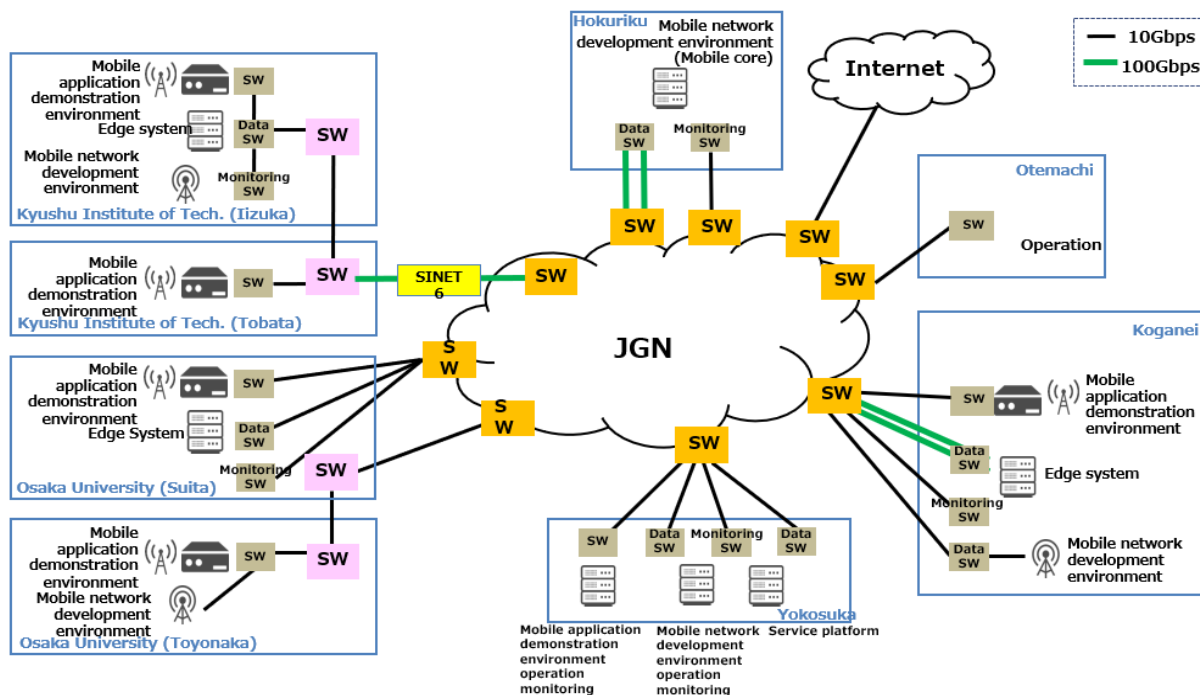 Mobile
application
demonstration
environment
Edge system
Mobile network
development
environment
SW
Data
SW
Monitoring
SW
SW
Kyushu Institute of Tech. (Iizuka)
Mobile
application
demonstration
environment
SW
SW
Kyushu Institute of Tech. (Tobata)
SINET
6
SW
Mobile
application
demonstration
environment
Edge System
SW
Data
SW
Monitoring
SW
SW
Osaka University (Suita)
S
W
S
W
Mobile
application
demonstration
environment
Mobile network
development
environment
SW
SW
Osaka University (Toyonaka)
Hokuriku
Mobile network
development environment
(Mobile core)
Data
SW
Monitoring
SW
SW
SW
Internet
SW
SW
10Gbps
100Gbps
Otemachi
SW
Operation
JGN
Koganei
SW
SW
Mobile
application
demonstration
environment
Data
SW
Edge system
Monitoring
SW
Data
SW
Mobile network
development
environment
SW
SW
Data
SW
Monitoring
SW
Data
SW
Yokosuka
Mobile application
demonstration
environment
operation
monitoring
Mobile network
development
environment
operation
monitoring
Service platform